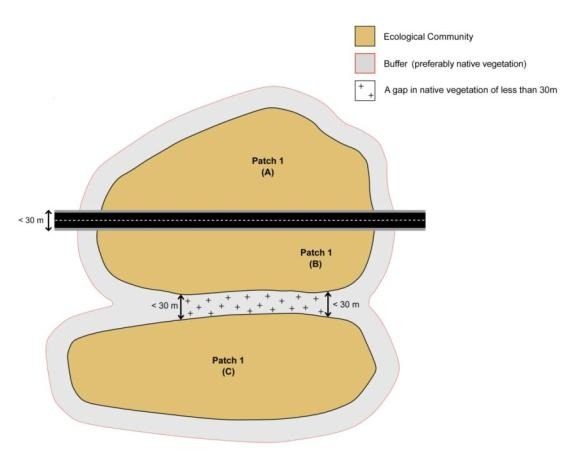 Ecological Community
Buffer (preferably native vegetation)
A gap in native vegetation of less than 30m
Patch 1
(A)
< 30 m
Patch 1
(B)
< 30 m
< 30 m
Patch 1
(C)